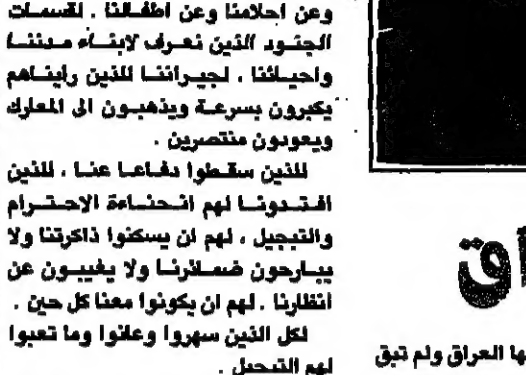 وعن احلامنا وعن اطفالنا . لقسمات
الجنود الذين نعرف لابناء مدننا
واحيائنا . لجيراننا للذين رايناهم
يكبرون بسرعة ويذهبون الى المعارك
ويعودون منتصرين .
للذين سقطوا دفاعا عنا ، للذين
افتدونا لهم انحناءة الاحترام
والتبجيل ، لهم ان يسكنوا ذاكرتنا ولا
يبارحون ضمائرنا ولا يغيبون عن
انظارنا . لهم ان يكونوا معنا كل حين .
لكل الذين سهروا وعانوا وما تعبوا
لهم التبجيل .
اق
ها العراق ولم تبق